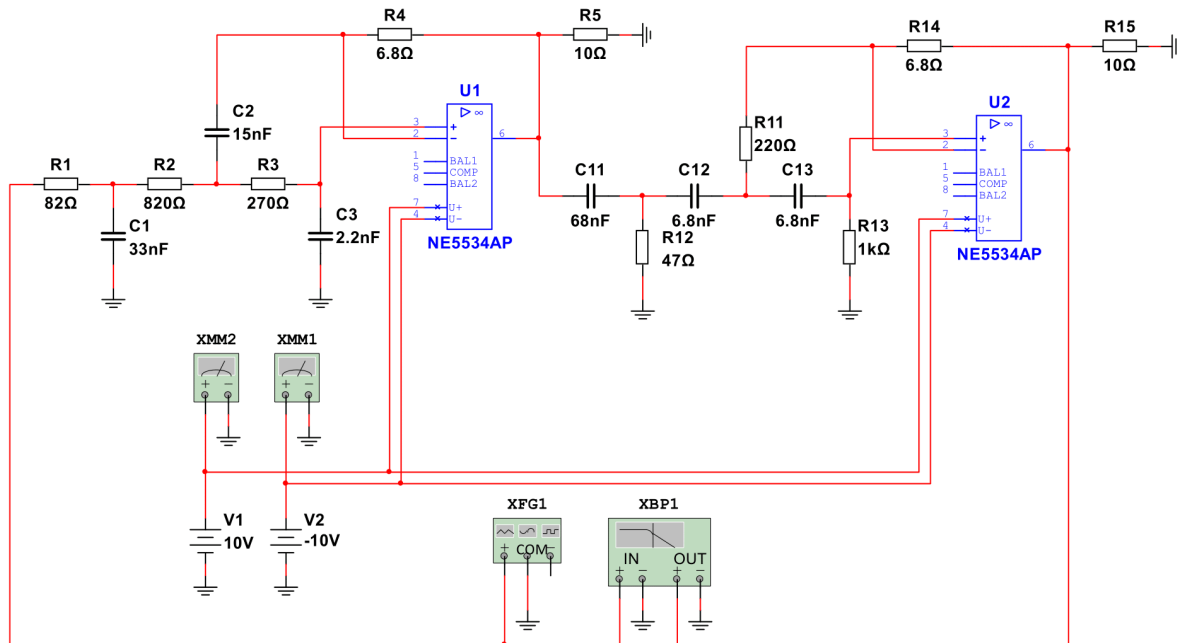 R4
6.8Ω
R5
10Ω
R14
6.8Ω
R15
10Ω
U1
3
2
1
5
8
7
4
6
+
−
BAL1
COMP
BAL2
U+
U-
NE5534AP
C2
15nF
R1
82Ω
R2
820Ω
R3
270Ω
C1
33nF
C3
2.2nF
C11
68nF
C12
6.8nF
R11
220Ω
C13
6.8nF
R12
47Ω
R13
1kΩ
U2
3
2
1
5
8
7
4
6
+
−
BAL1
COMP
BAL2
U+
U-
NE5534AP
XMM2
+ −
XMM1
+ −
V1
10V
V2
-10V
XFG1
+ COM −
XBP1
IN OUT
+ − + −